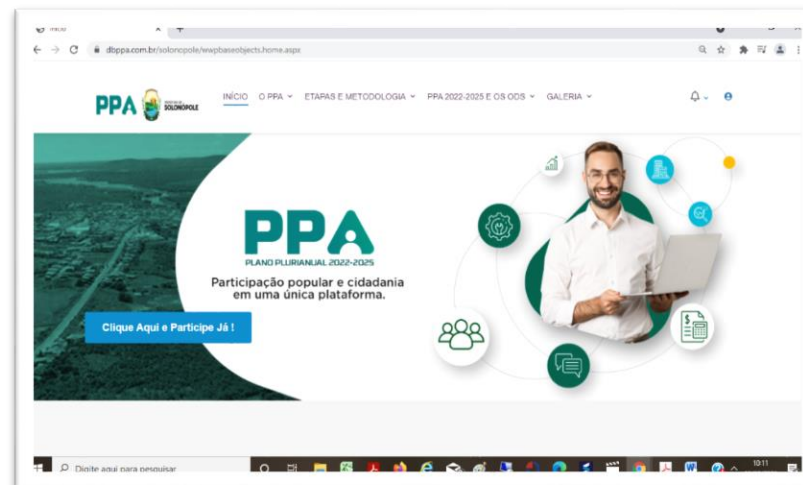 Início
dbppa.com.br/solonopole/wwpbaseobjects.home.aspx
PPA SOLONÓPOLE
INÍCIO O PPA ETAPAS E METODOLOGIA PPA 2022-2025 E OS ODS GALERIA
PPA
PLANO PLURIANUAL 2022-2025
Participação popular e cidadania
em uma única plataforma.
Clique Aqui e Participe Já !
Digite aqui para pesquisar
10:11